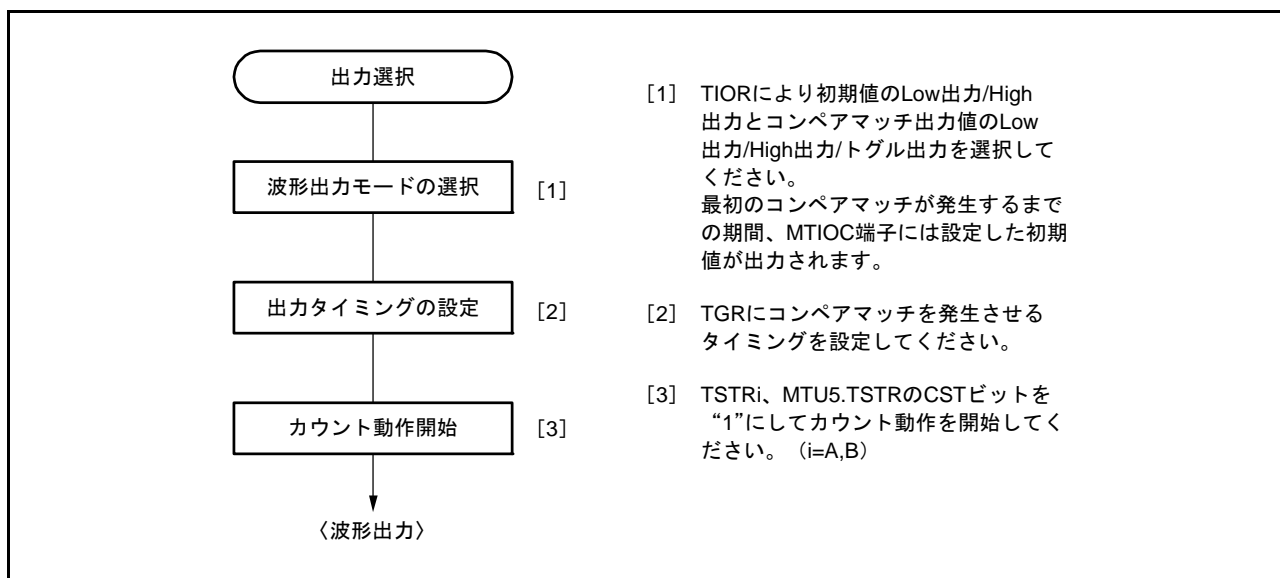 出力選択
波形出力モードの選択 [1]
出力タイミングの設定 [2]
カウント動作開始 [3]
〈波形出力〉
[1] TIORにより初期値のLow出力/High
出力とコンペアマッチ出力値のLow
出力/High出力/トグル出力を選択して
ください。
最初のコンペアマッチが発生するまで
の期間、MTIOC端子には設定した初期
値が出力されます。
[2] TGRにコンペアマッチを発生させる
タイミングを設定してください。
[3] TSTRi、MTU5.TSTRのCSTビットを
“1”にしてカウント動作を開始してく
ださい。（i=A,B）